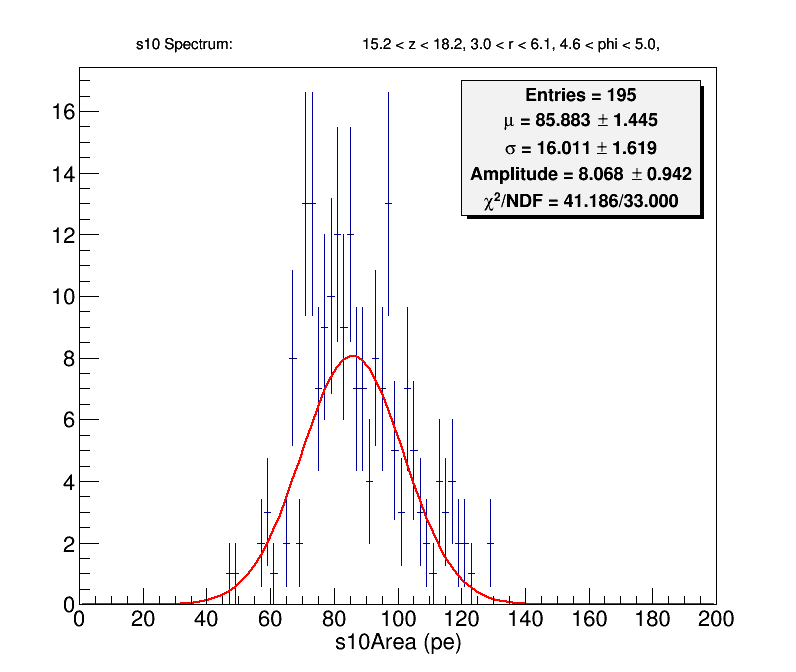 s10 Spectrum: 15.2 < z < 18.2, 3.0 < r < 6.1, 4.6 < phi < 5.0,
Entries = 195
μ = 85.883 ± 1.445
σ = 16.011 ± 1.619
Amplitude = 8.068 ± 0.942
χ²/NDF = 41.186/33.000
16
14
12
10
8
6
4
2
0
0 20 40 60 80 100 120 140 160 180 200
s10Area (pe)